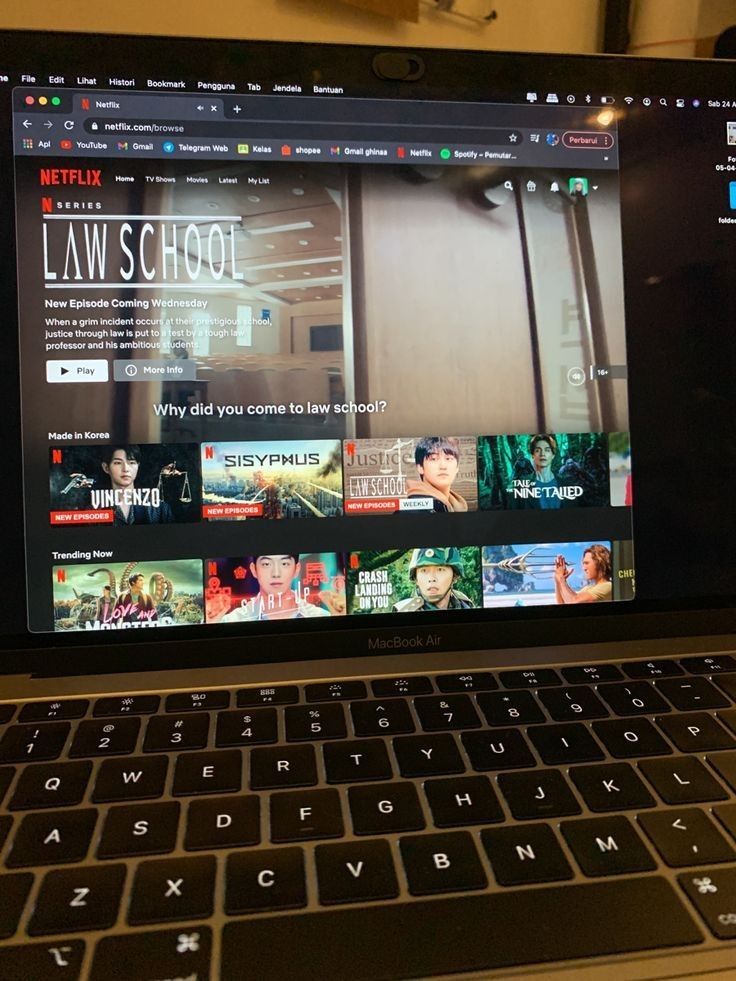 File Edit Lihat Histori Bookmark Pengguna Tab Jendela Bantuan
Sab 24 A
Netflix
netflix.com/browse
Perbarui
Apl YouTube Gmail Telegram Web Kelas shopee Gmail ghinaa Netflix Spotify – Pemutar...
05-04-
folder
NETFLIX Home TV Shows Movies Latest My List
N SERIES
LAW SCHOOL
New Episode Coming Wednesday
When a grim incident occurs at their prestigious school,
justice through law is put to a test by a tough law
professor and his ambitious students.
Play More Info
16+
Why did you come to law school?
Made in Korea
N
VINCENZO
NEW EPISODES
N
SISYPHUS
NEW EPISODES
N
Justice
LAW SCHOOL
NEW EPISODES WEEKLY
TALE OF THE NINE TAILED
Trending Now
N
LOVE AND
MONSTERS
N
START-UP
N
CRASH
LANDING
ON YOU
CHE
MacBook Air
F1 F2 F3 F4 F5 F6 F7 F8 F9 F10 F11
! @ # $ % ^ & * ( ) _
1 2 3 4 5 6 7 8 9 0 -
Q W E R T Y U I O P
A S D F G H J K L
Z X C V B N M < ,
⌥ ⌘ ⌘